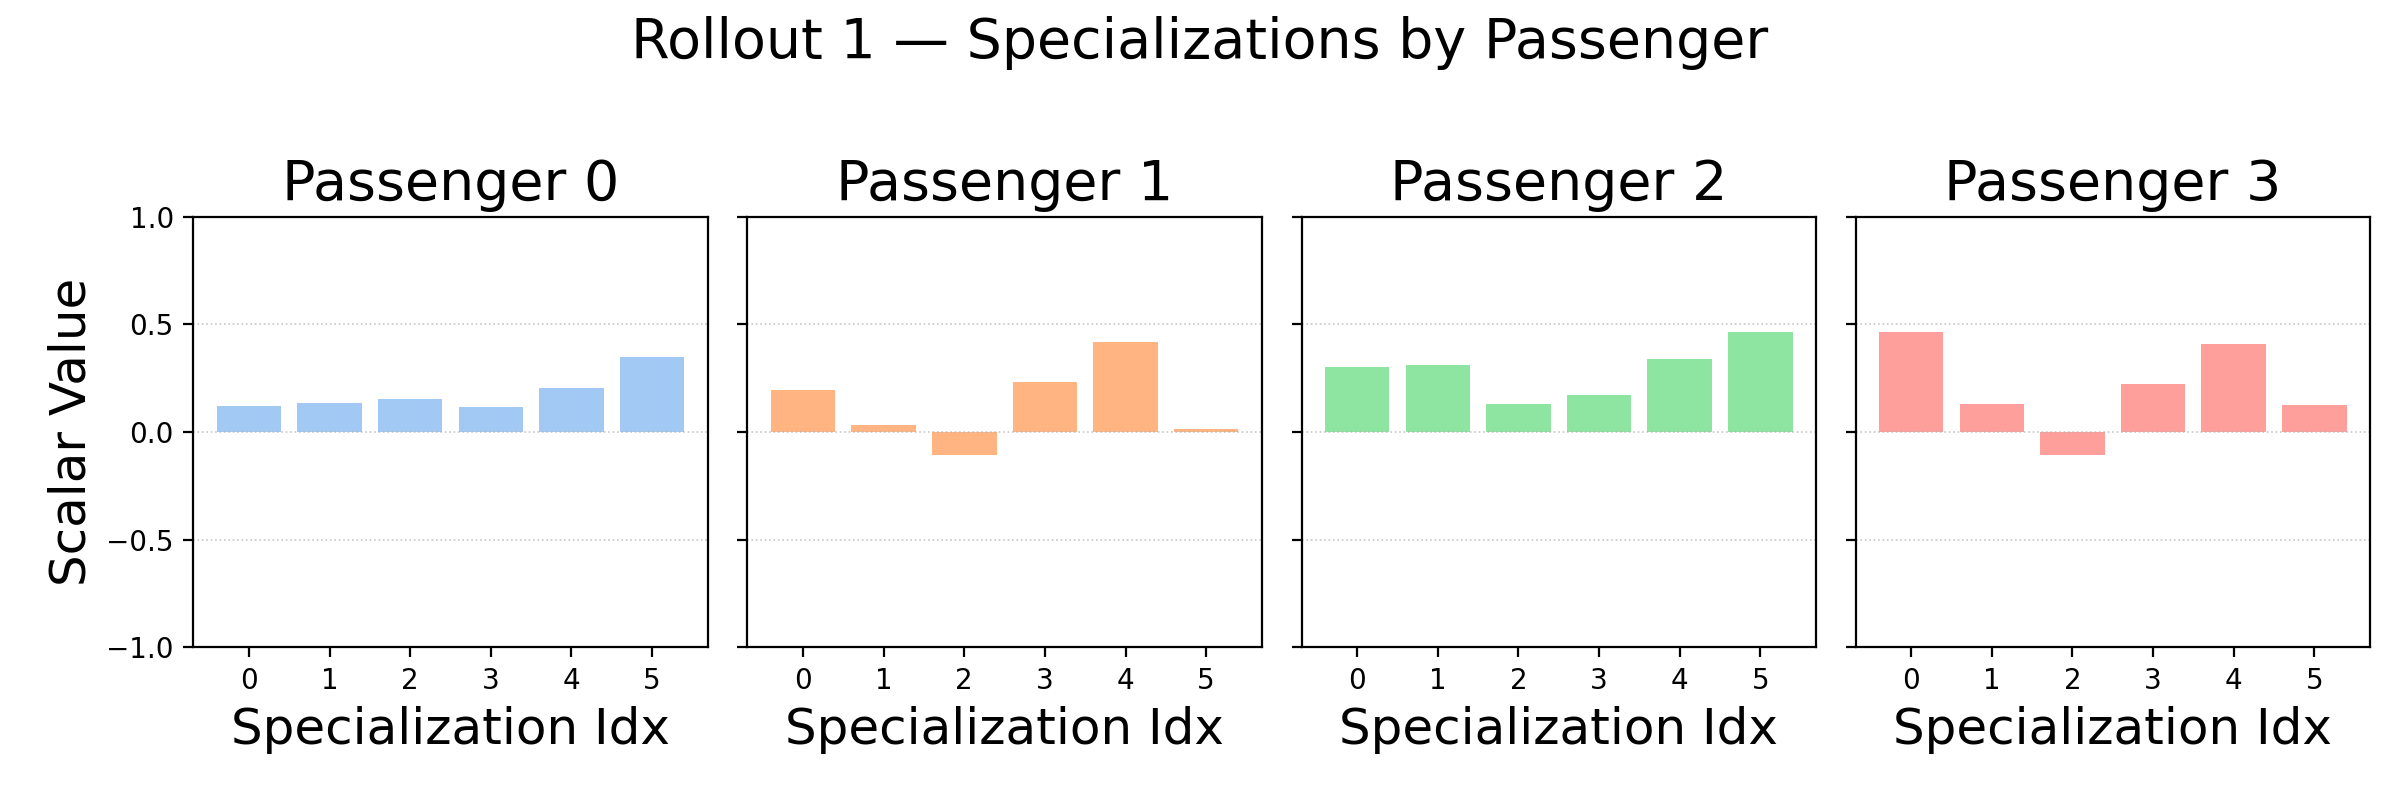 Rollout 1 — Specializations by Passenger
Passenger 0
Passenger 1
Passenger 2
Passenger 3
Scalar Value
1.0
0.5
0.0
−0.5
−1.0
0 1 2 3 4 5
0 1 2 3 4 5
0 1 2 3 4 5
0 1 2 3 4 5
Specialization Idx
Specialization Idx
Specialization Idx
Specialization Idx